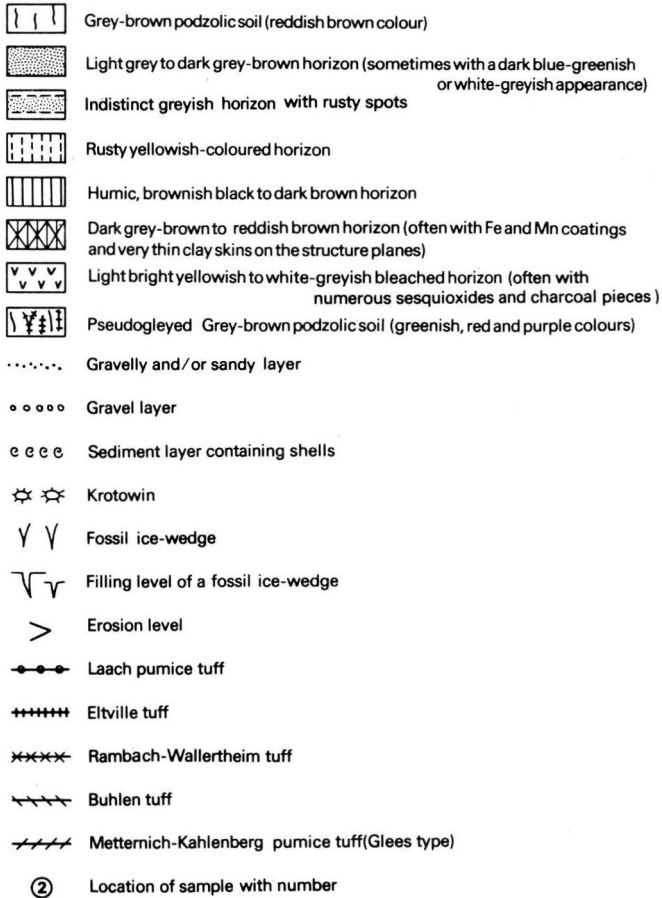 Grey-brown podzolic soil (reddish brown colour)
Light grey to dark grey-brown horizon (sometimes with a dark blue-greenish
or white-greyish appearance)
Indistinct greyish horizon with rusty spots
Rusty yellowish-coloured horizon
Humic, brownish black to dark brown horizon
Dark grey-brown to reddish brown horizon (often with Fe and Mn coatings
and very thin clay skins on the structure planes)
Light bright yellowish to white-greyish bleached horizon (often with
numerous sesquioxides and charcoal pieces)
Pseudogleyed Grey-brown podzolic soil (greenish, red and purple colours)
Gravelly and/or sandy layer
Gravel layer
Sediment layer containing shells
Krotowin
Fossil ice-wedge
Filling level of a fossil ice-wedge
Erosion level
Laach pumice tuff
Eltville tuff
Rambach-Wallertheim tuff
Buhlen tuff
Metternich-Kahlenberg pumice tuff (Glees type)
② Location of sample with number